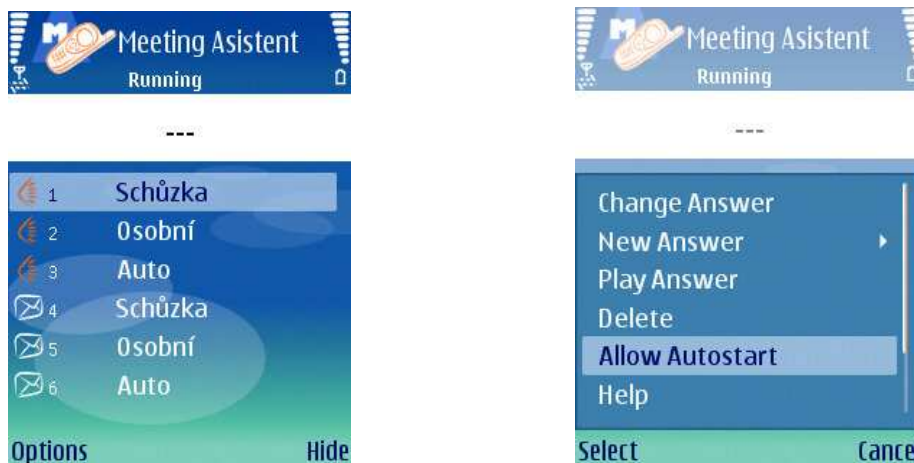 Meeting Asistent
Running
---
1 Schůzka
2 Osobní
3 Auto
4 Schůzka
5 Osobní
6 Auto
Options Hide
Meeting Asistent
Running
---
Change Answer
New Answer
Play Answer
Delete
Allow Autostart
Help
Select Cance